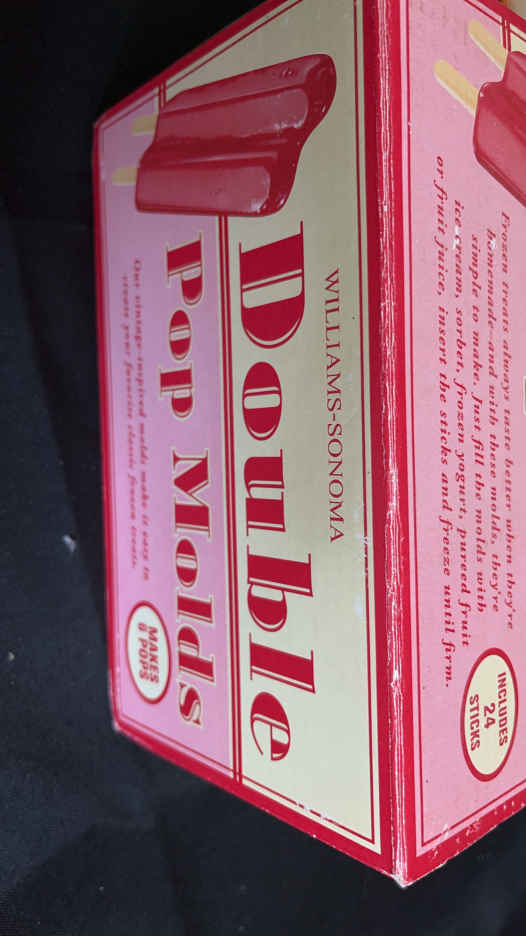 WILLIAMS-SONOMA
Double
Pop Molds
Our vintage-inspired molds make it easy to
create your favorite classic frozen treats.
MAKES
8 POPS
Frozen treats always taste better when they're
homemade–and with these molds, they're
simple to make. Just fill the molds with
ice cream, sorbet, frozen yogurt, pureed fruit
or fruit juice, insert the sticks and freeze until firm.
INCLUDES
24
STICKS